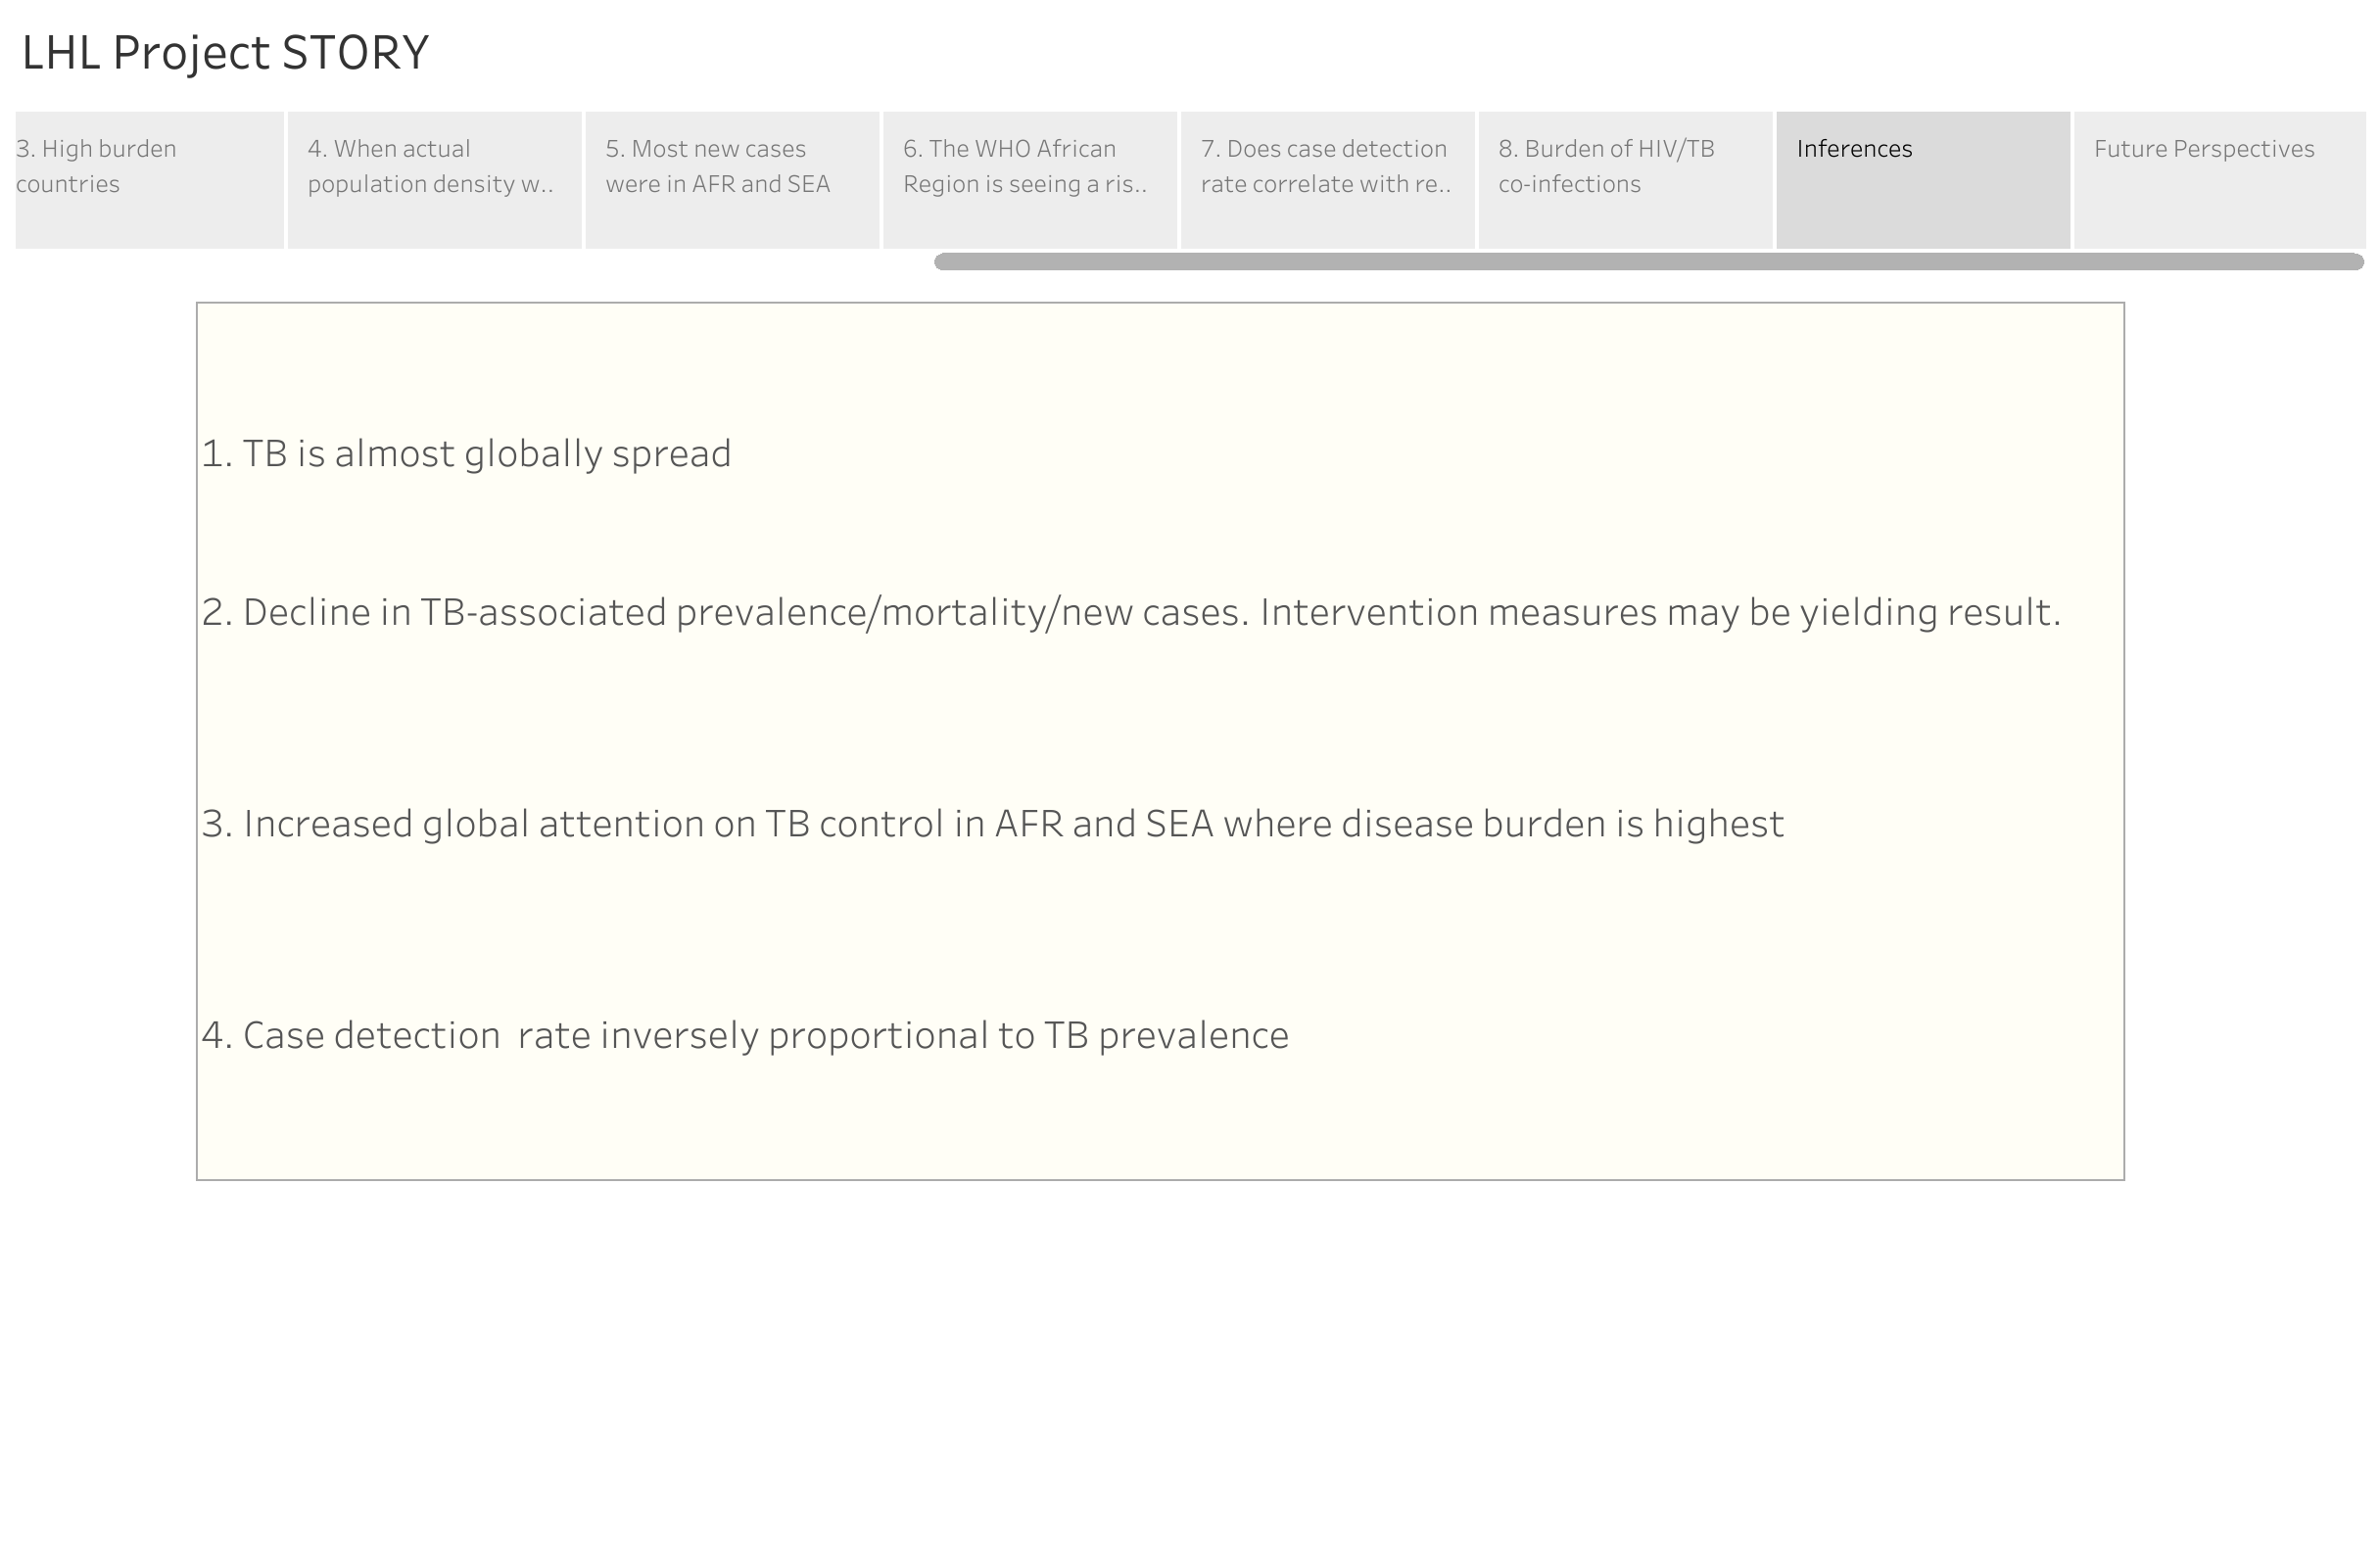 LHL Project STORY
3. High burden
countries
4. When actual
population density w..
5. Most new cases
were in AFR and SEA
6. The WHO African
Region is seeing a ris..
7. Does case detection
rate correlate with re..
8. Burden of HIV/TB
co-infections
Inferences
Future Perspectives
1. TB is almost globally spread
2. Decline in TB-associated prevalence/mortality/new cases. Intervention measures may be yielding result.
3. Increased global attention on TB control in AFR and SEA where disease burden is highest
4. Case detection  rate inversely proportional to TB prevalence